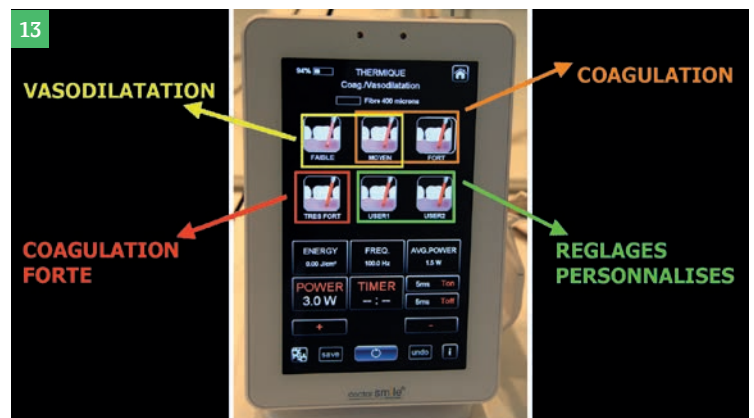 13
VASODILATATION
COAGULATION
COAGULATION
FORTE
REGLAGES
PERSONNALISES
94%
THERMIQUE
Coag./Vasodilatation
Fibre 400 microns
FAIBLE
MOYEN
FORT
TRES FORT
USER1
USER2
ENERGY
0.00 J/cm²
FREQ.
100.0 Hz
AVG.POWER
1.5 W
POWER
3.0 W
TIMER
--:--
5ms Ton
5ms Toff
+
-
save
undo
i
doctor smile